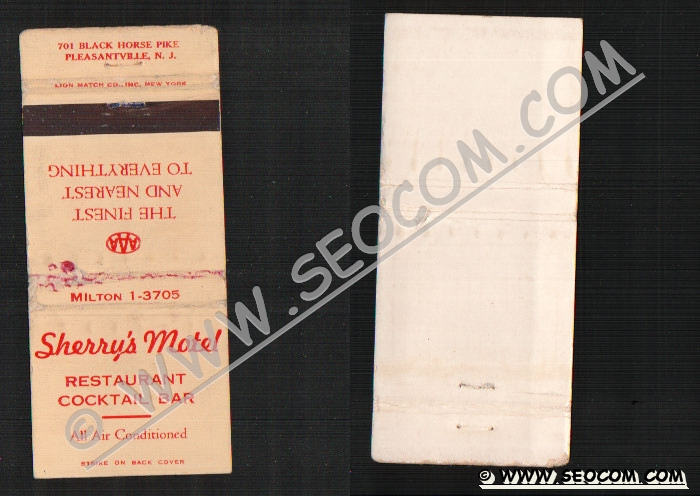 701 BLACK HORSE PIKE
PLEASANTVILLE, N. J.
LION MATCH CO., INC. NEW YORK
THE FINEST
AND NEAREST
TO EVERYTHING
AAA
MILTON 1-3705
Sherry's Motel
RESTAURANT
COCKTAIL BAR
All Air Conditioned
STRIKE ON BACK COVER
© WWW.SEOCOM.COM
© WWW.SEOCOM.COM